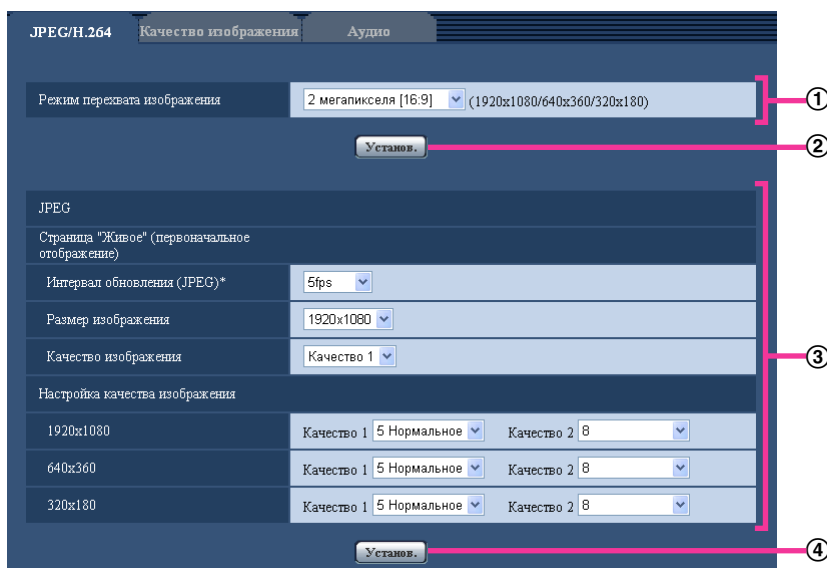 JPEG/H.264 Качество изображения Аудио
Режим перехвата изображения 2 мегапикселя [16:9] (1920x1080/640x360/320x180) ①
Установ. ②
JPEG
Страница "Живое" (первоначальное
отображение)
Интервал обновления (JPEG)* 5fps
Размер изображения 1920x1080
Качество изображения Качество 1 ③
Настройка качества изображения
1920x1080 Качество 1 5 Нормальное Качество 2 8
640x360 Качество 1 5 Нормальное Качество 2 8
320x180 Качество 1 5 Нормальное Качество 2 8
Установ. ④